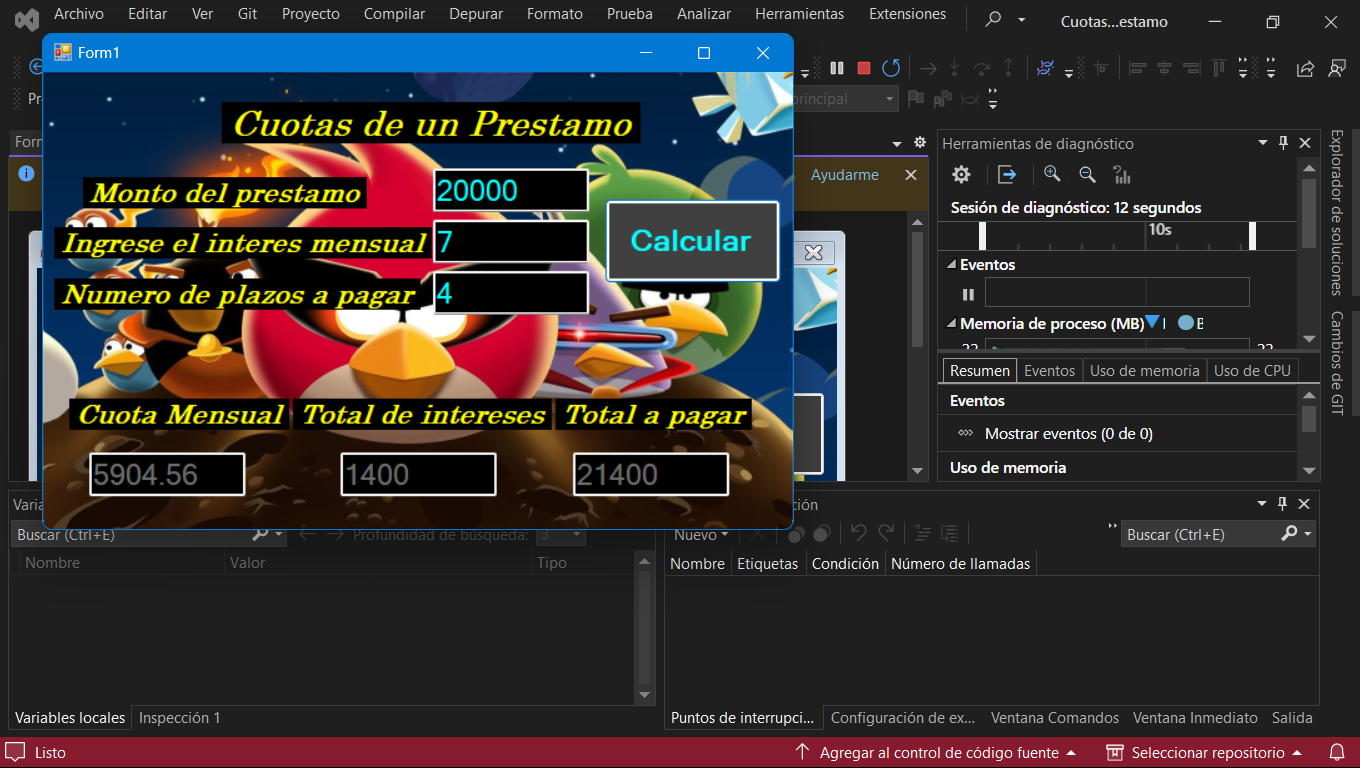 Archivo Editar Ver Git Proyecto Compilar Depurar Formato Prueba Analizar Herramientas Extensiones Cuotas...estamo
Form1
Cuotas de un Prestamo
Monto del prestamo 20000
Ingrese el interes mensual 7
Numero de plazos a pagar 4
Calcular
Cuota Mensual Total de intereses Total a pagar
5904.56 1400 21400
Pr
principal
Form
Ayudarme
Herramientas de diagnóstico
Sesión de diagnóstico: 12 segundos
10s
Eventos
Memoria de proceso (MB)
Resumen Eventos Uso de memoria Uso de CPU
Eventos
Mostrar eventos (0 de 0)
Uso de memoria
Explorador de soluciones
Cambios de GIT
Buscar (Ctrl+E) Profundidad de búsqueda: 3
Nombre Valor Tipo
Variables locales Inspección 1
Nuevo Buscar (Ctrl+E)
Nombre Etiquetas Condición Número de llamadas
Puntos de interrupci... Configuración de ex... Ventana Comandos Ventana Inmediato Salida
Listo Agregar al control de código fuente Seleccionar repositorio